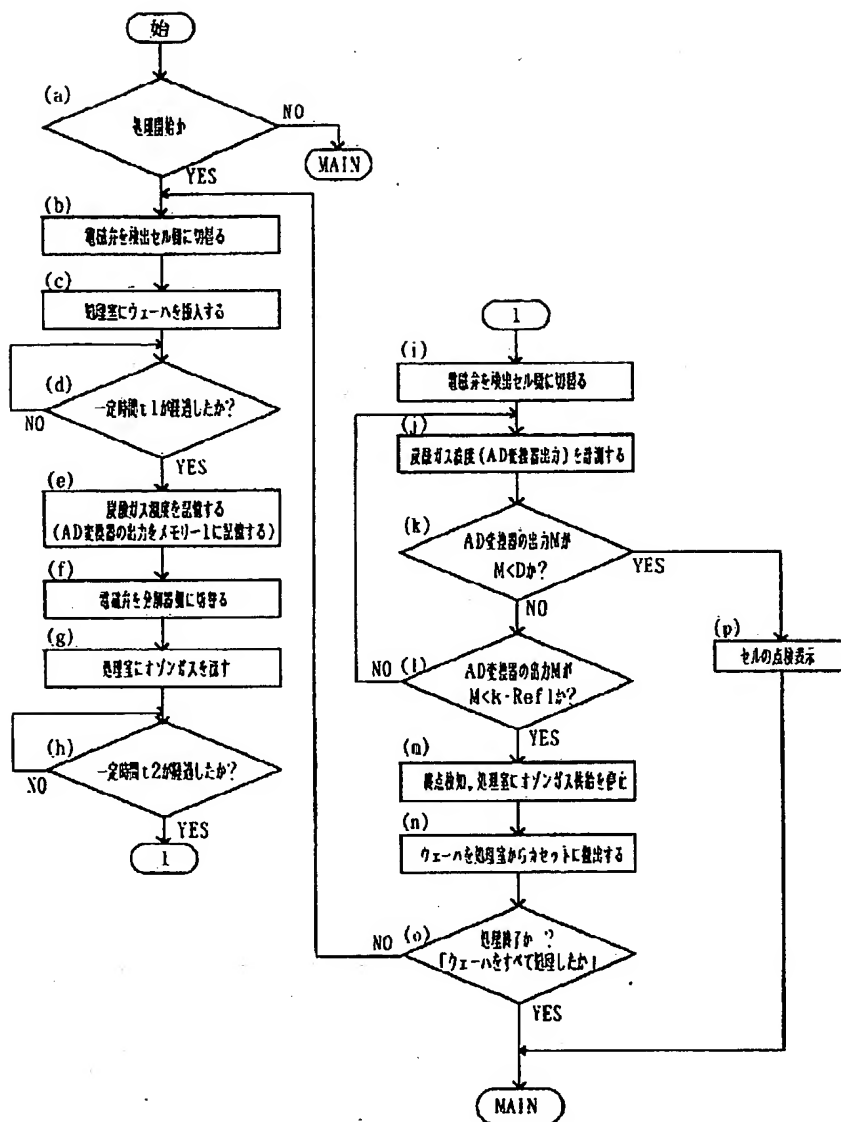 始
(a)
処理開始か
NO
MAIN
YES
(b)
電磁弁を検出セル側に切替る
(c)
処理室にウェーハを挿入する
(d)
一定時間t1が経過したか?
NO
YES
(e)
炭酸ガス濃度を記憶する
(AD変換器の出力をメモリー1に記憶する)
(f)
電磁弁を分解器側に切替る
(g)
処理室にオゾンガスを流す
(h)
一定時間t2が経過したか?
NO
YES
1
1
(i)
電磁弁を検出セル側に切替る
(j)
炭酸ガス濃度(AD変換器出力)を計測する
(k)
AD変換器の出力Mが
M<Dか?
YES
NO
(l)
AD変換器の出力Mが
M<k・Ref1か?
NO
YES
(p)
セルの点検表示
(m)
終点検知。処理室にオゾンガス供給を停止
(n)
ウェーハを処理室からカセットに搬出する
(o)
処理終了か ?
「ウェーハをすべて処理したか」
NO
YES
MAIN